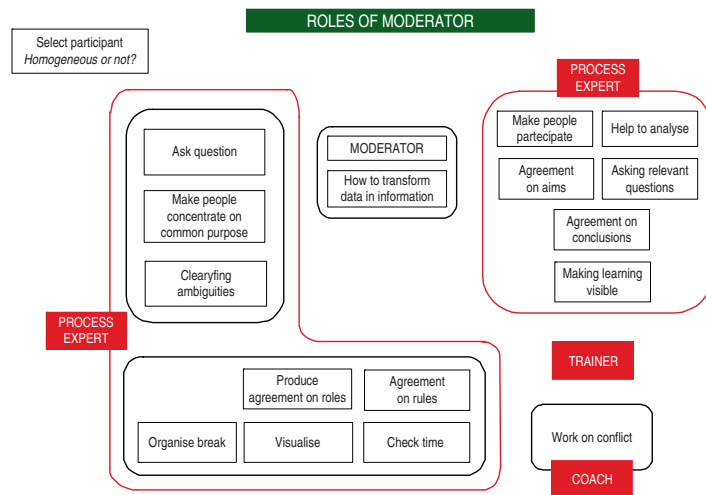 ROLES OF MODERATOR
Select participant
Homogeneous or not?
PROCESS
EXPERT
Make people
partecipate
Help to analyse
Agreement
on aims
Asking relevant
questions
Agreement on
conclusions
Making learning
visible
Ask question
Make people
concentrate on
common purpose
Clearyfing
ambiguities
MODERATOR
How to transform
data in information
PROCESS
EXPERT
Produce
agreement on roles
Agreement
on rules
Organise break
Visualise
Check time
TRAINER
Work on conflict
COACH